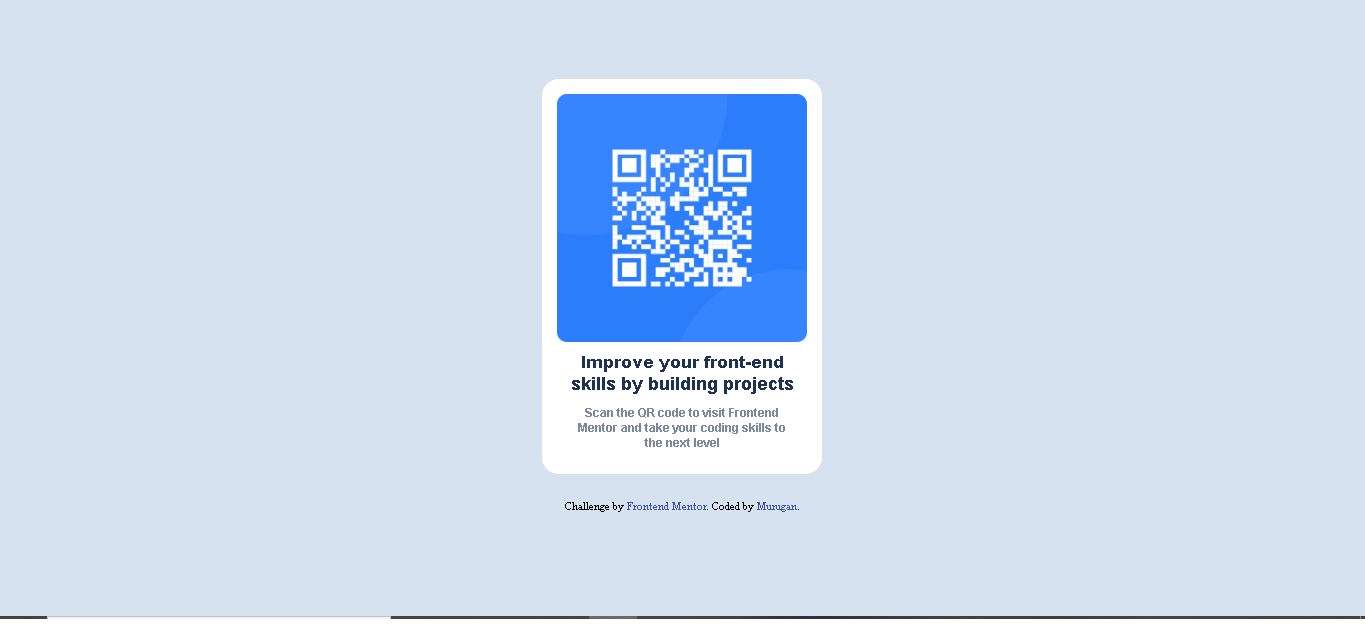 Improve your front-end
skills by building projects
Scan the QR code to visit Frontend
Mentor and take your coding skills to
the next level
Challenge by Frontend Mentor. Coded by Murugan.